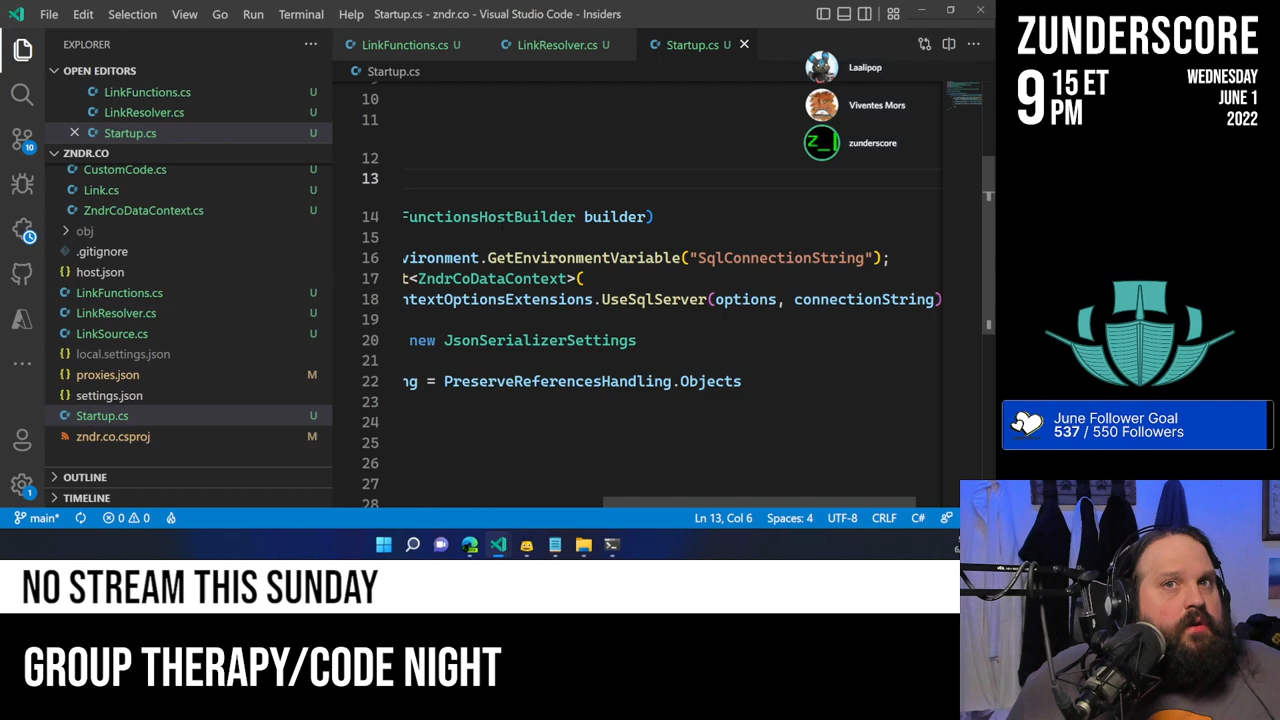 File Edit Selection View Go Run Terminal Help Startup.cs - zndr.co - Visual Studio Code - Insiders
EXPLORER
OPEN EDITORS
LinkFunctions.cs U
LinkResolver.cs U
Startup.cs U
ZNDR.CO
CustomCode.cs U
Link.cs U
ZndrCoDataContext.cs U
obj
.gitignore
host.json
LinkFunctions.cs U
LinkResolver.cs U
LinkSource.cs U
local.settings.json
proxies.json M
settings.json
Startup.cs U
zndr.co.csproj M
OUTLINE
TIMELINE
10
1
LinkFunctions.cs U LinkResolver.cs U Startup.cs U
Startup.cs
10
11
12
13
14 FunctionsHostBuilder builder)
15
16 vironment.GetEnvironmentVariable("SqlConnectionString");
17 t<ZndrCoDataContext>(
18 ntextOptionsExtensions.UseSqlServer(options, connectionString)
19
20 new JsonSerializerSettings
21
22 ng = PreserveReferencesHandling.Objects
23
24
25
26
27
28
Laalipop
Viventes Mors
z_
zunderscore
main* 0 0 Ln 13, Col 6 Spaces: 4 UTF-8 CRLF C#
NO STREAM THIS SUNDAY
GROUP THERAPY/CODE NIGHT
ZUNDERSCORE
9 15 ET
PM
WEDNESDAY
JUNE 1
2022
June Follower Goal
537 / 550 Followers